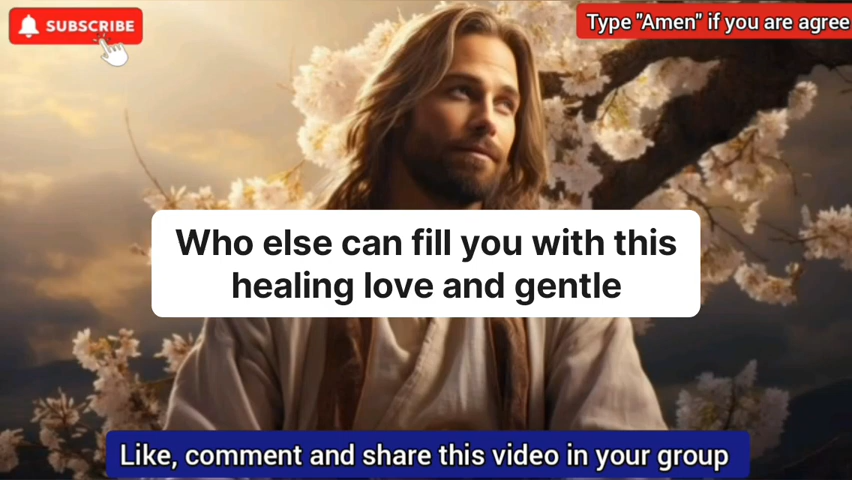 SUBSCRIBE
Type "Amen" if you are agree
Who else can fill you with this
healing love and gentle
Like, comment and share this video in your group